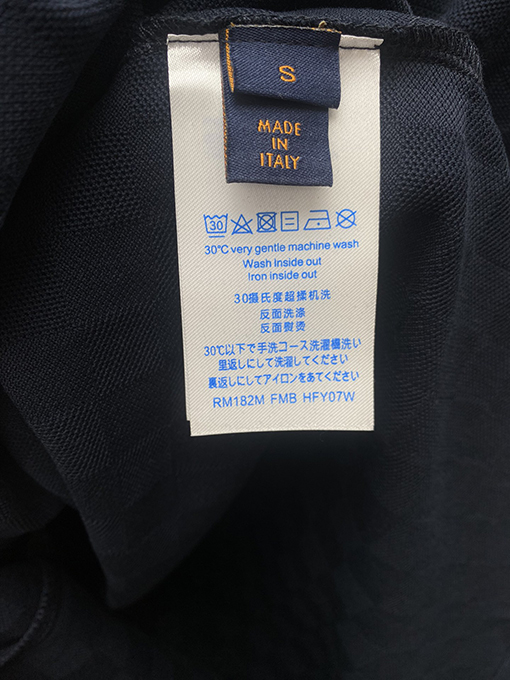 S
MADE
IN
ITALY
30
30℃ very gentle machine wash
Wash Inside out
Iron inside out
30摄氏度超揉机洗
反面洗涤
反面熨烫
30℃以下で手洗コース洗濯機洗い
里返しにして洗濯してください
裏返しにしてアイロンをあてください
RM182M FMB HFY07W